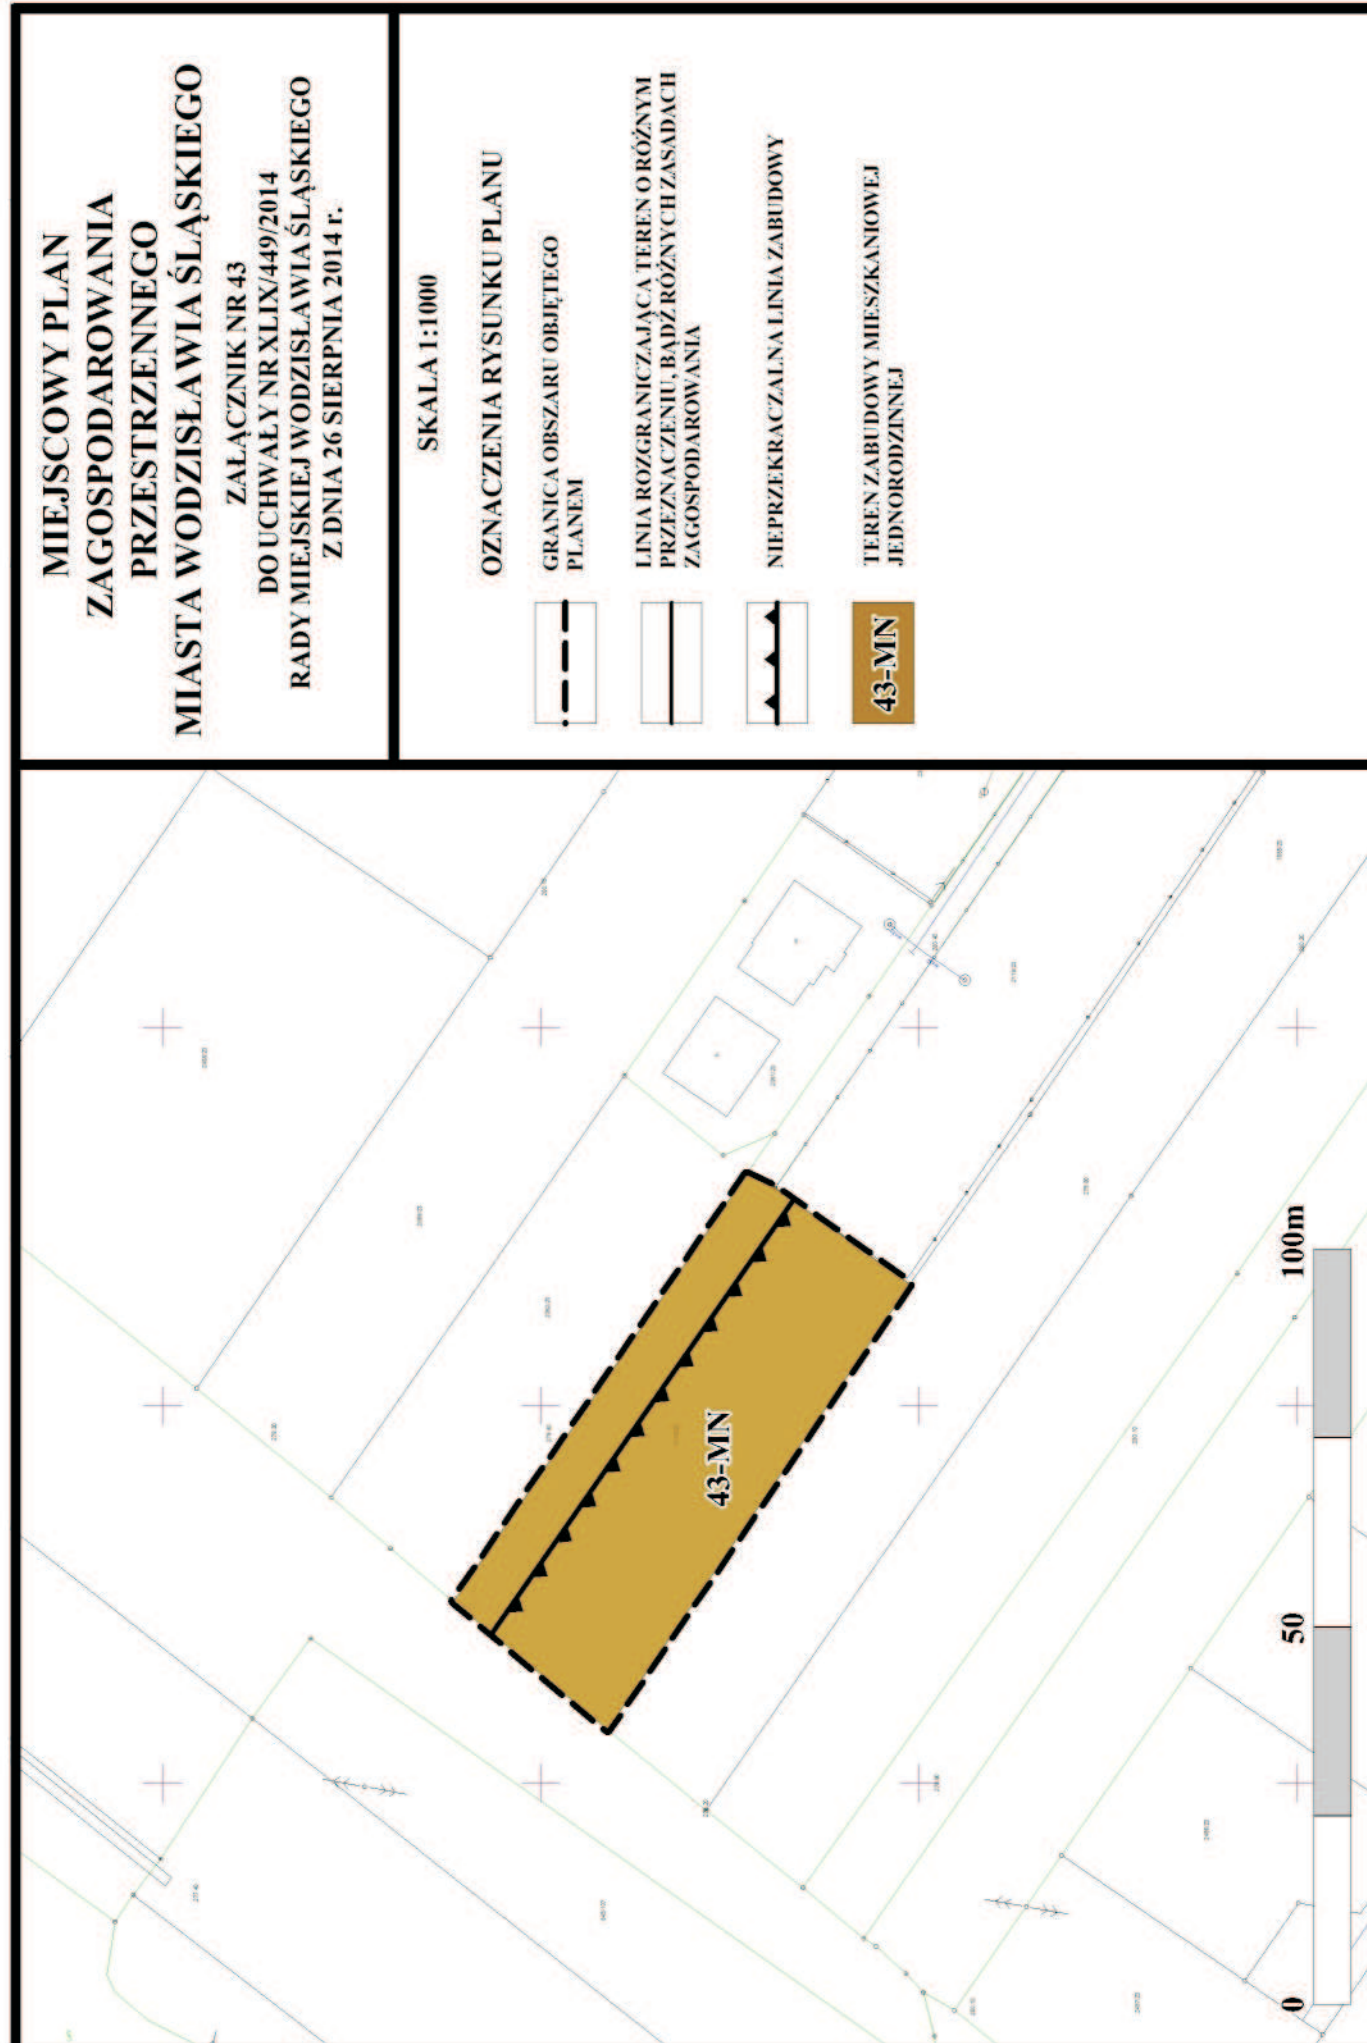 MIEJSCOWY PLAN
ZAGOSPODAROWANIA
PRZESTRZENNEGO
MIASTA WODZISŁAWIA ŚLĄSKIEGO
ZAŁĄCZNIK NR 43
DO UCHWAŁY NR XLIX/449/2014
RADY MIEJSKIEJ WODZISŁAWIA ŚLĄSKIEGO
Z DNIA 26 SIERPNIA 2014 r.
SKALA 1:1000
OZNACZENIA RYSUNKU PLANU
GRANICA OBSZARU OBJĘTEGO
PLANEM
LINIA ROZGRANICZAJĄCA TEREN O RÓŻNYM
PRZEZNACZENIU, BĄDŹ RÓŻNYCH ZASADACH
ZAGOSPODAROWANIA
NIEPRZEKRACZALNA LINIA ZABUDOWY
43-MN
TEREN ZABUDOWY MIESZKANIOWEJ
JEDNORODZINNEJ
43-MN
0
50
100m